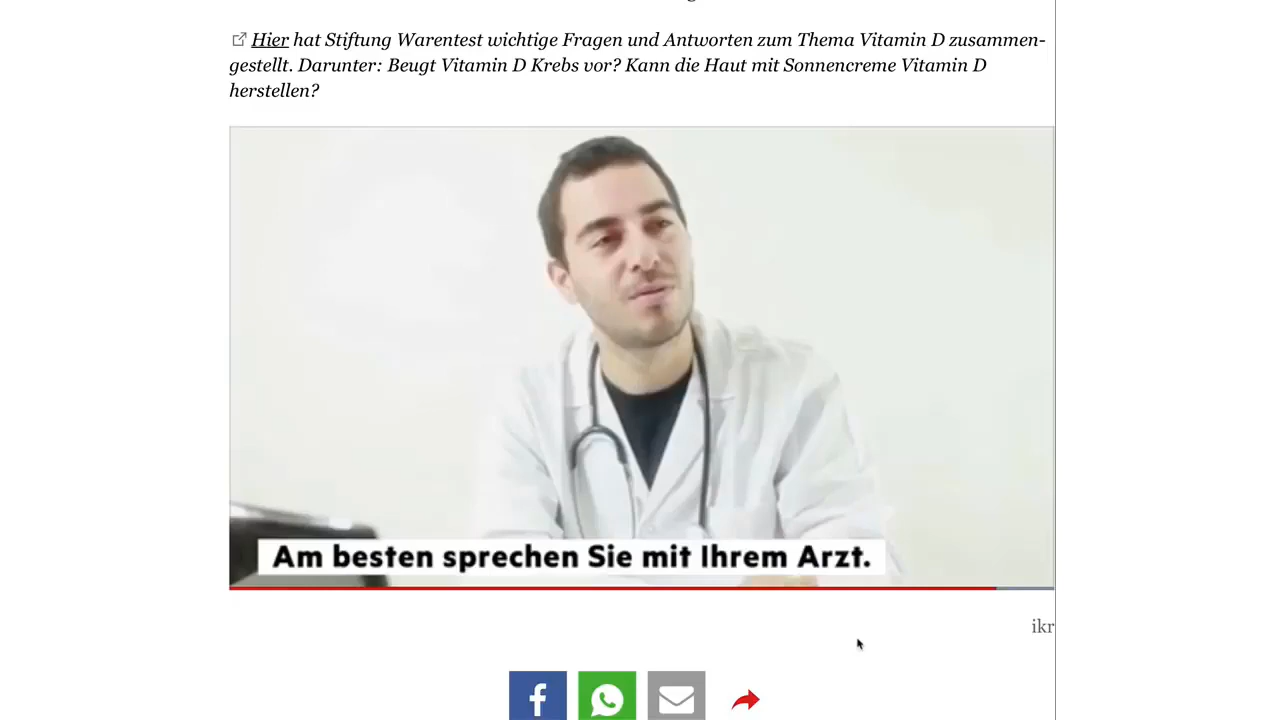 Hier hat Stiftung Warentest wichtige Fragen und Antworten zum Thema Vitamin D zusammen-
gestellt. Darunter: Beugt Vitamin D Krebs vor? Kann die Haut mit Sonnencreme Vitamin D
herstellen?
Am besten sprechen Sie mit Ihrem Arzt.
ikr